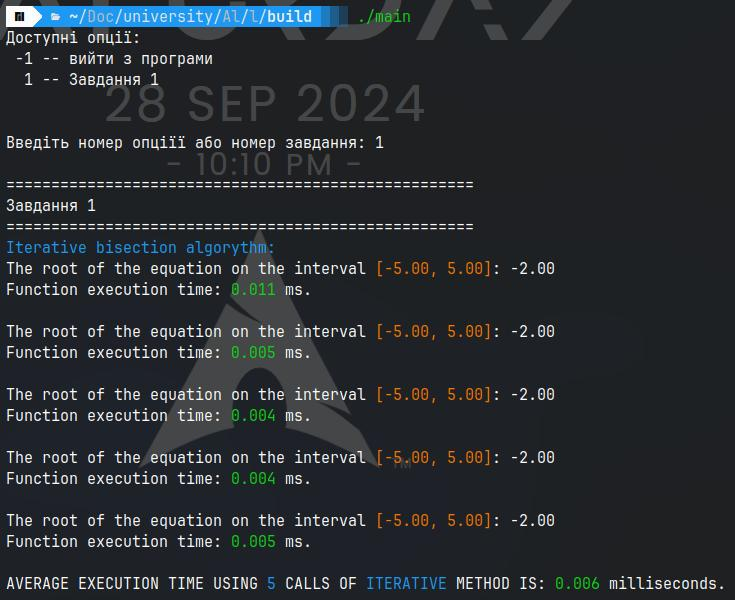 ~/Doc/university/Al/l/build ./main
Доступні опції:
-1 -- вийти з програми
1 -- Завдання 1
28 SEP 2024
Введіть номер опціїї або номер завдання: 1
- 10:10 PM -
====================================================
Завдання 1
====================================================
Iterative bisection algorythm:
The root of the equation on the interval [-5.00, 5.00]: -2.00
Function execution time: 0.011 ms.
The root of the equation on the interval [-5.00, 5.00]: -2.00
Function execution time: 0.005 ms.
The root of the equation on the interval [-5.00, 5.00]: -2.00
Function execution time: 0.004 ms.
The root of the equation on the interval [-5.00, 5.00]: -2.00
TM
Function execution time: 0.004 ms.
The root of the equation on the interval [-5.00, 5.00]: -2.00
Function execution time: 0.005 ms.
AVERAGE EXECUTION TIME USING 5 CALLS OF ITERATIVE METHOD IS: 0.006 milliseconds.